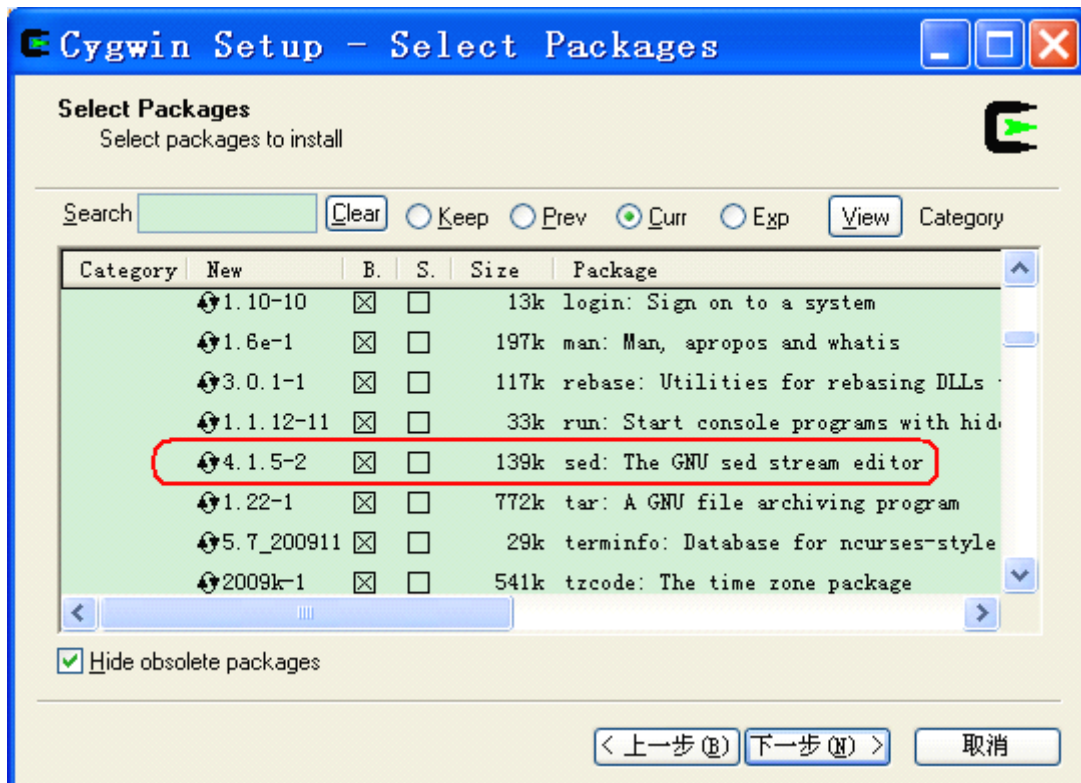 Cygwin Setup - Select Packages
Select Packages
Select packages to install
Search Clear Keep Prev Curr Exp View Category
Category New B. S. Size Package
1.10-10 13k login: Sign on to a system
1.6e-1 197k man: Man, apropos and whatis
3.0.1-1 117k rebase: Utilities for rebasing DLLs
1.1.12-11 33k run: Start console programs with hid
4.1.5-2 139k sed: The GNU sed stream editor
1.22-1 772k tar: A GNU file archiving program
5.7_200911 29k terminfo: Database for ncurses-style
2009k-1 541k tzcode: The time zone package
Hide obsolete packages
< 上一步(B) 下一步(N) > 取消